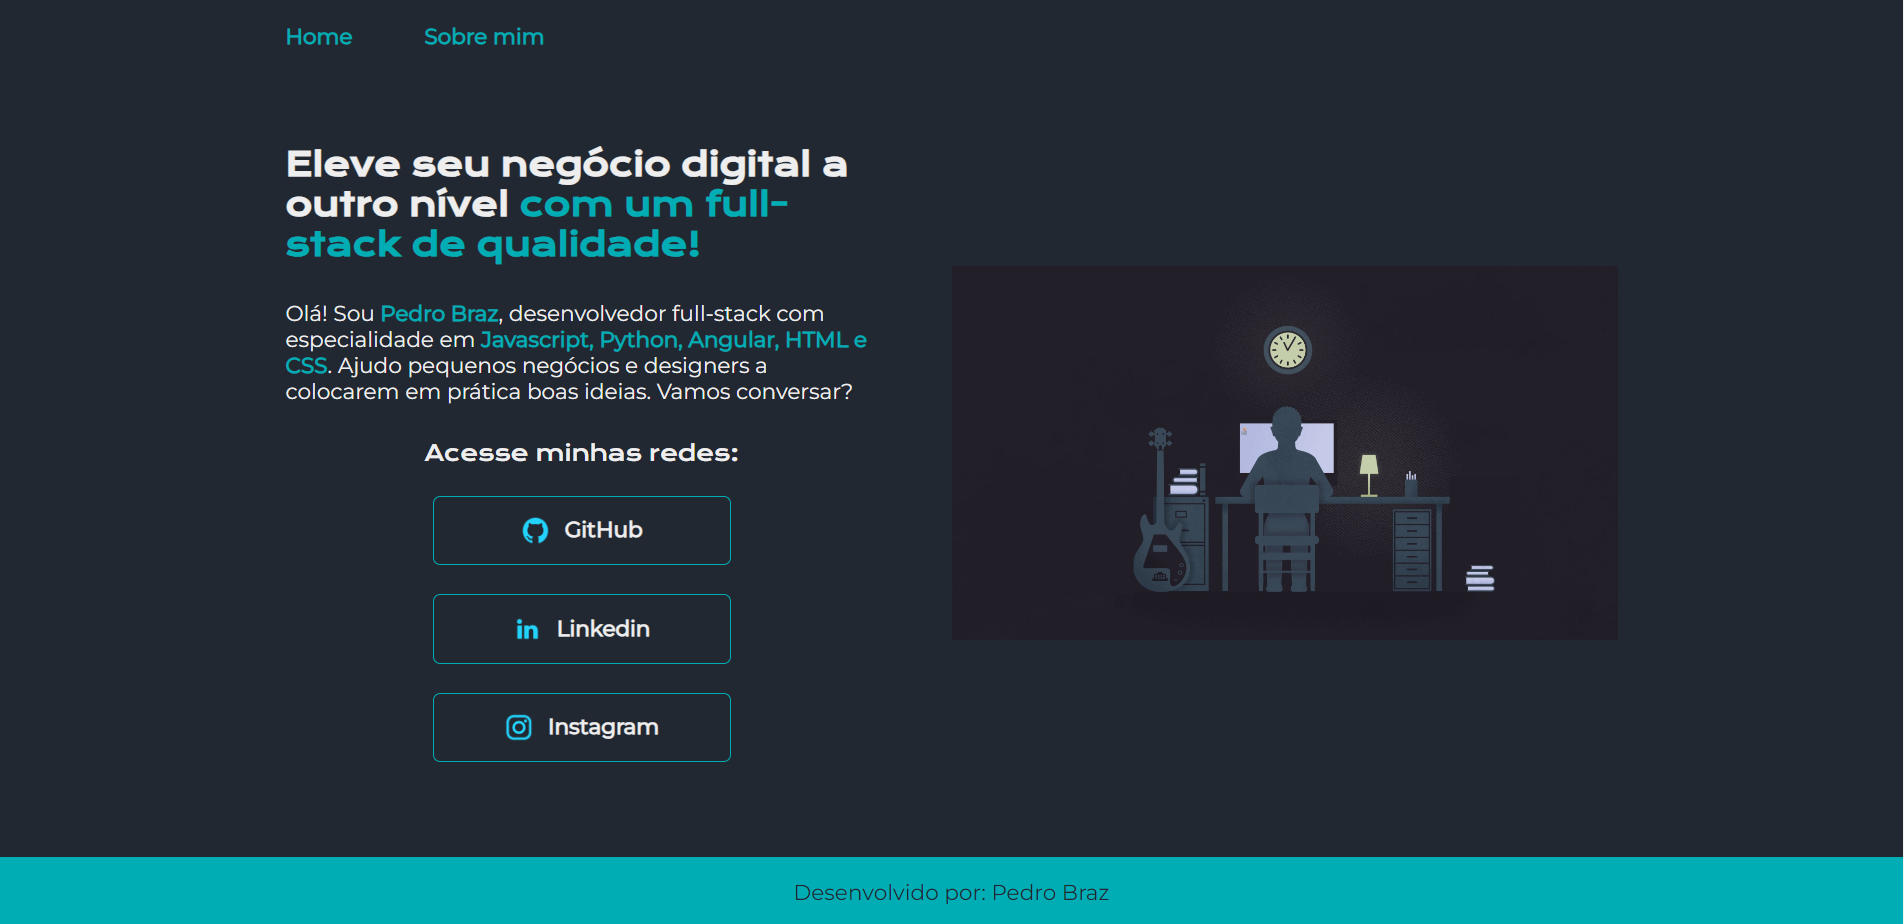 Home Sobre mim
Eleve seu negócio digital a
outro nível com um full-
stack de qualidade!
Olá! Sou Pedro Braz, desenvolvedor full-stack com
especialidade em Javascript, Python, Angular, HTML e
CSS. Ajudo pequenos negócios e designers a
colocarem em prática boas ideias. Vamos conversar?
Acesse minhas redes:
GitHub
Linkedin
Instagram
Desenvolvido por: Pedro Braz